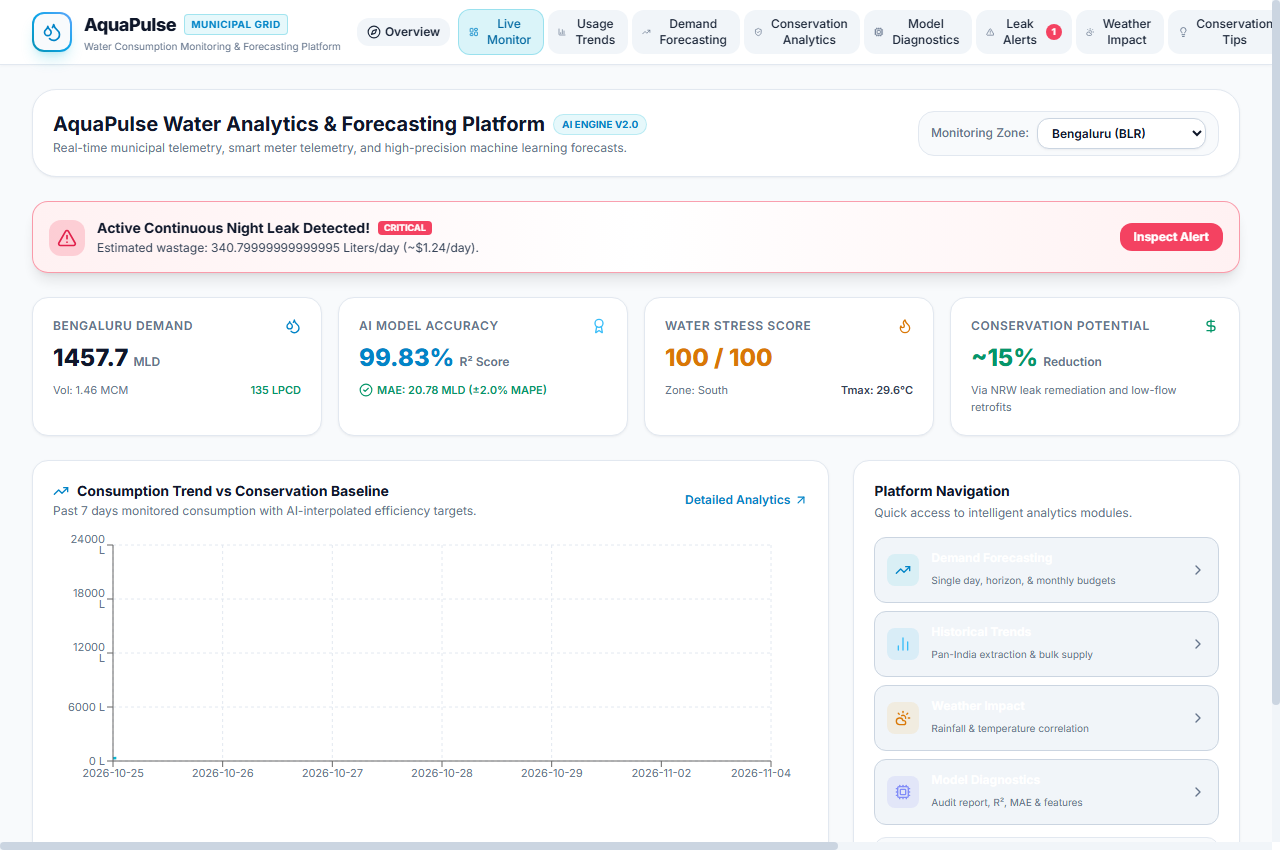 AquaPulse MUNICIPAL GRID
Water Consumption Monitoring & Forecasting Platform
Overview
Live Monitor
Usage Trends
Demand Forecasting
Conservation Analytics
Model Diagnostics
Leak Alerts 1
Weather Impact
Conservation Tips
AquaPulse Water Analytics & Forecasting Platform AI ENGINE V2.0
Real-time municipal telemetry, smart meter telemetry, and high-precision machine learning forecasts.
Monitoring Zone: Bengaluru (BLR)
Active Continuous Night Leak Detected! CRITICAL
Estimated wastage: 340.79999999999995 Liters/day (~$1.24/day).
Inspect Alert
BENGALURU DEMAND
1457.7 MLD
Vol: 1.46 MCM 135 LPCD
AI MODEL ACCURACY
99.83% R² Score
MAE: 20.78 MLD (±2.0% MAPE)
WATER STRESS SCORE
100 / 100
Zone: South Tmax: 29.6°C
CONSERVATION POTENTIAL
~15% Reduction
Via NRW leak remediation and low-flow
retrofits
Consumption Trend vs Conservation Baseline
Past 7 days monitored consumption with AI-interpolated efficiency targets.
Detailed Analytics
24000
L
18000
L
12000
L
6000 L
0 L
2026-10-25 2026-10-26 2026-10-27 2026-10-28 2026-10-29 2026-11-02 2026-11-04
Platform Navigation
Quick access to intelligent analytics modules.
Demand Forecasting
Single day, horizon, & monthly budgets
Historical Trends
Pan-India extraction & bulk supply
Weather Impact
Rainfall & temperature correlation
Model Diagnostics
Audit report, R², MAE & features